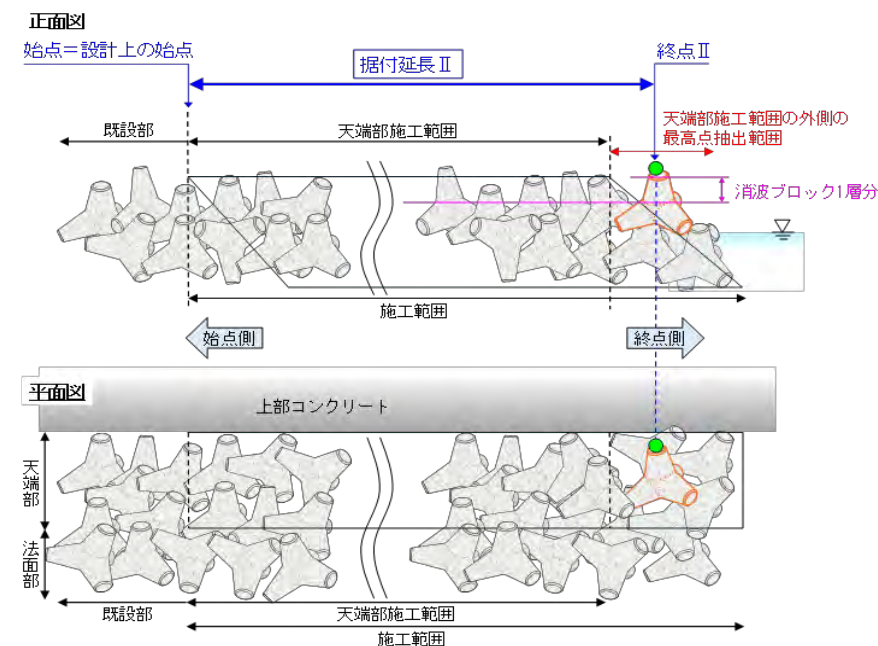 正面図
始点＝設計上の始点
据付延長Ⅱ
終点Ⅱ
既設部
天端部施工範囲
天端部施工範囲の外側の
最高点抽出範囲
消波ブロック1層分
施工範囲
始点側
終点側
平面図
上部コンクリート
天端部
法面部
既設部
天端部施工範囲
施工範囲